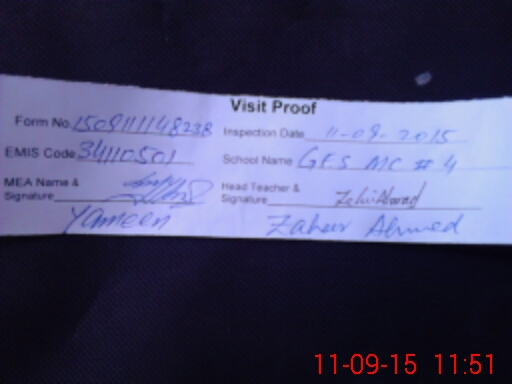 Visit Proof
Form No. 150911114823B Inspection Date 11-09-2015
EMIS Code 34110501 School Name GES MC # 4
MEA Name & Signature Head Teacher & Signature
Yameen Zaheer Ahmed
11-09-15 11:51